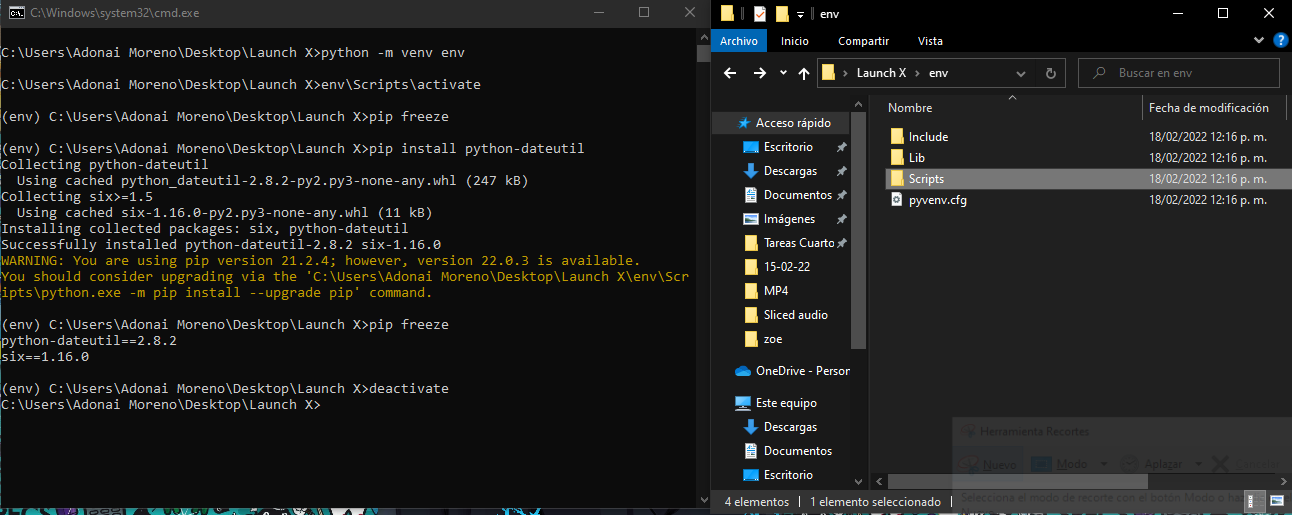 C:\Windows\system32\cmd.exe
C:\Users\Adonai Moreno\Desktop\Launch X>python -m venv env
C:\Users\Adonai Moreno\Desktop\Launch X>env\Scripts\activate
(env) C:\Users\Adonai Moreno\Desktop\Launch X>pip freeze
(env) C:\Users\Adonai Moreno\Desktop\Launch X>pip install python-dateutil
Collecting python-dateutil
  Using cached python_dateutil-2.8.2-py2.py3-none-any.whl (247 kB)
Collecting six>=1.5
  Using cached six-1.16.0-py2.py3-none-any.whl (11 kB)
Installing collected packages: six, python-dateutil
Successfully installed python-dateutil-2.8.2 six-1.16.0
WARNING: You are using pip version 21.2.4; however, version 22.0.3 is available.
You should consider upgrading via the 'C:\Users\Adonai Moreno\Desktop\Launch X\env\Scr
ipts\python.exe -m pip install --upgrade pip' command.
(env) C:\Users\Adonai Moreno\Desktop\Launch X>pip freeze
python-dateutil==2.8.2
six==1.16.0
(env) C:\Users\Adonai Moreno\Desktop\Launch X>deactivate
C:\Users\Adonai Moreno\Desktop\Launch X>
env
Archivo Inicio Compartir Vista
Launch X > env
Buscar en env
Nombre Fecha de modificación
Acceso rápido
Escritorio
Descargas
Documentos
Imágenes
Tareas Cuarto
15-02-22
MP4
Sliced audio
zoe
OneDrive - Person
Este equipo
Descargas
Documentos
Escritorio
Include 18/02/2022 12:16 p. m.
Lib 18/02/2022 12:16 p. m.
Scripts 18/02/2022 12:16 p. m.
pyvenv.cfg 18/02/2022 12:16 p. m.
Herramienta Recortes
Nuevo Modo Aplazar Cancelar
Selecciona el modo de recorte con el botón Modo o haz
4 elementos 1 elemento seleccionado